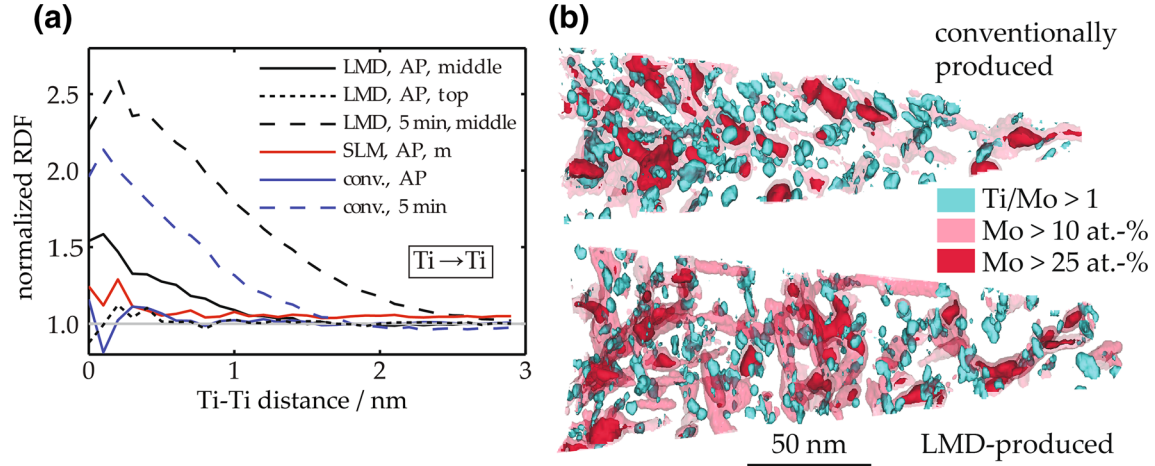 (a)
normalized RDF
2.5
2.0
1.5
1.0
0
1
2
3
Ti-Ti distance / nm
LMD, AP, middle
LMD, AP, top
LMD, 5 min, middle
SLM, AP, m
conv., AP
conv., 5 min
Ti→Ti
(b)
conventionally
produced
Ti/Mo > 1
Mo > 10 at.-%
Mo > 25 at.-%
50 nm
LMD-produced